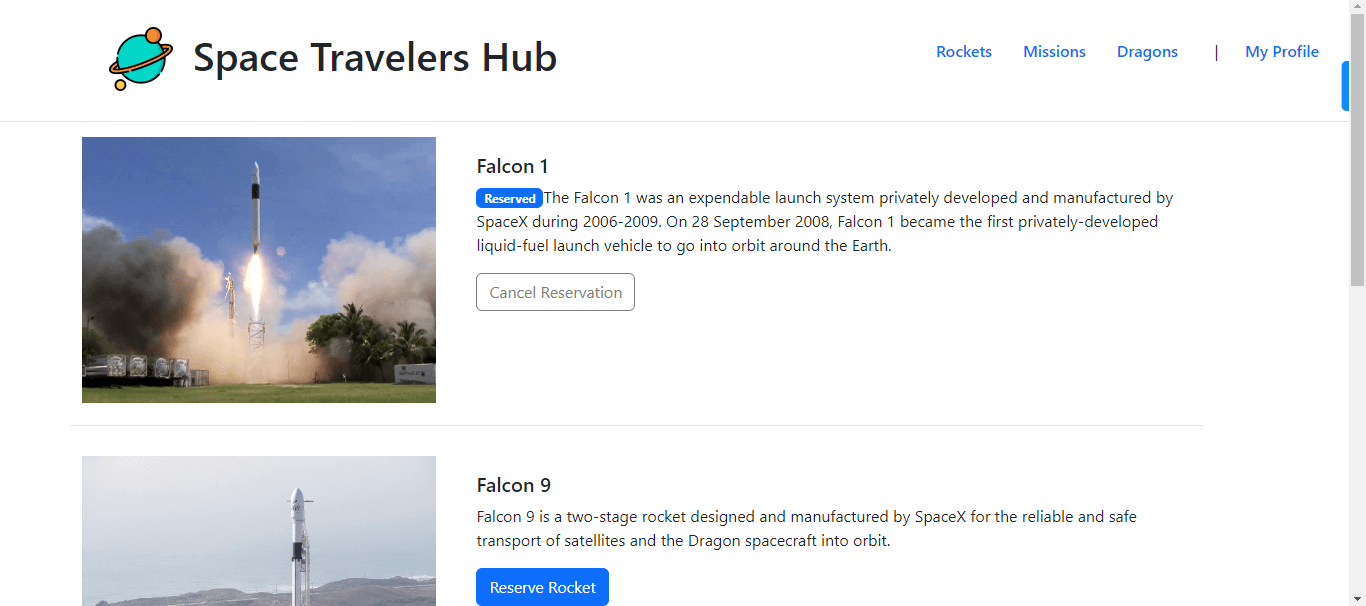 Space Travelers Hub
Rockets Missions Dragons | My Profile
Falcon 1
Reserved The Falcon 1 was an expendable launch system privately developed and manufactured by
SpaceX during 2006-2009. On 28 September 2008, Falcon 1 became the first privately-developed
liquid-fuel launch vehicle to go into orbit around the Earth.
Cancel Reservation
Falcon 9
Falcon 9 is a two-stage rocket designed and manufactured by SpaceX for the reliable and safe
transport of satellites and the Dragon spacecraft into orbit.
Reserve Rocket